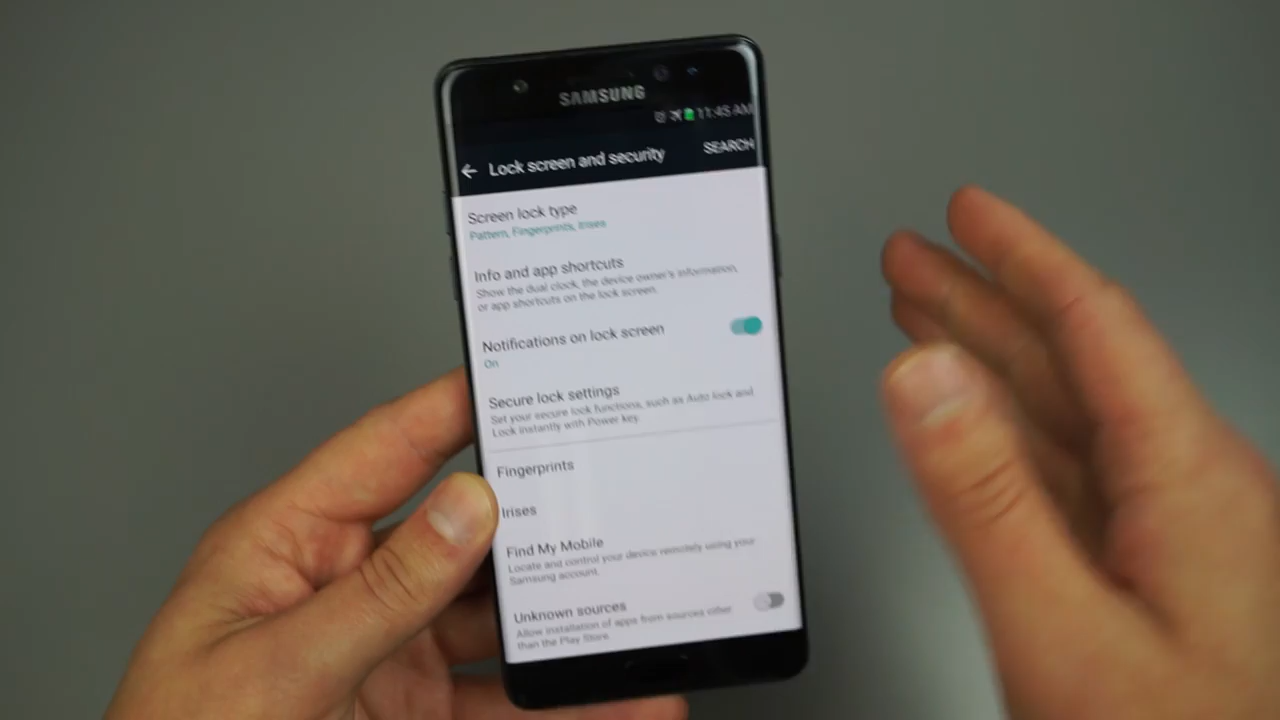 SAMSUNG
11:45 AM
Lock screen and security
SEARCH
Screen lock type
Pattern, Fingerprints, Irises
Info and app shortcuts
Show the dual clock, the device owner's information,
or app shortcuts on the lock screen.
Notifications on lock screen
On
Secure lock settings
Set your secure lock functions, such as Auto lock and
Lock instantly with Power key.
Fingerprints
Irises
Find My Mobile
Locate and control your device remotely using your
Samsung account.
Unknown sources
Allow installation of apps from sources other
than the Play Store.